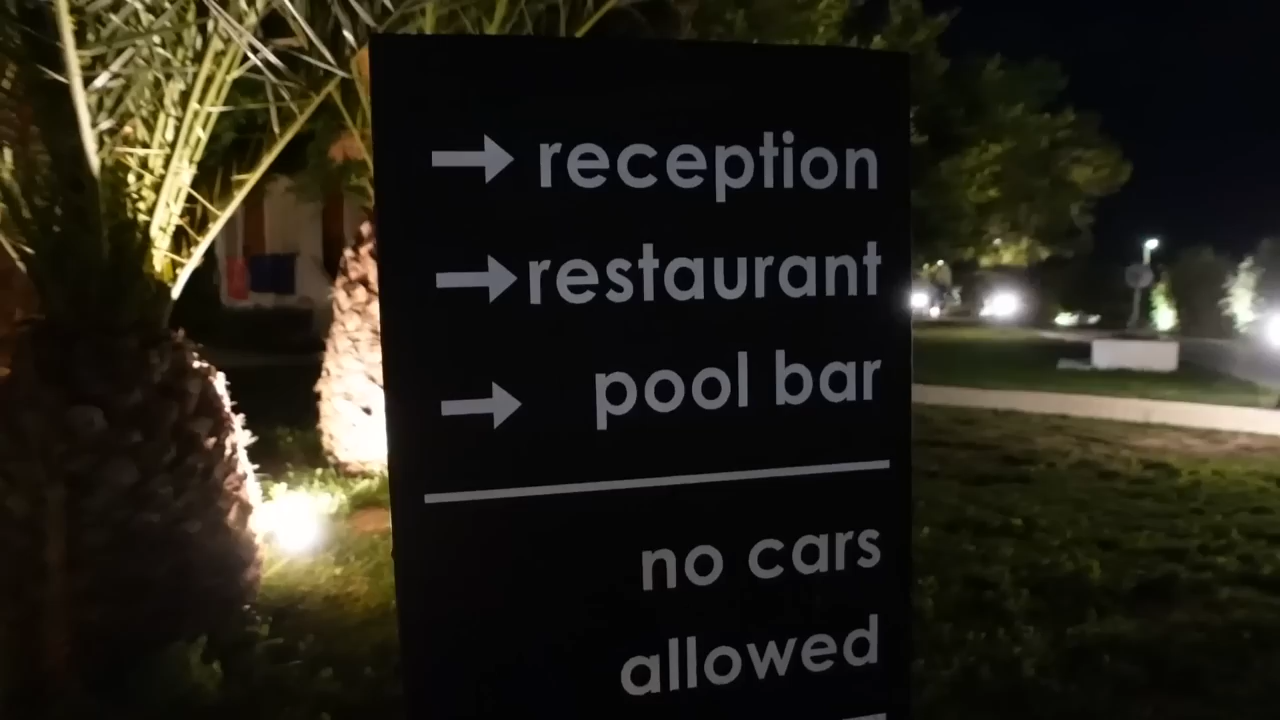 → reception
→ restaurant
→ pool bar
no cars
allowed